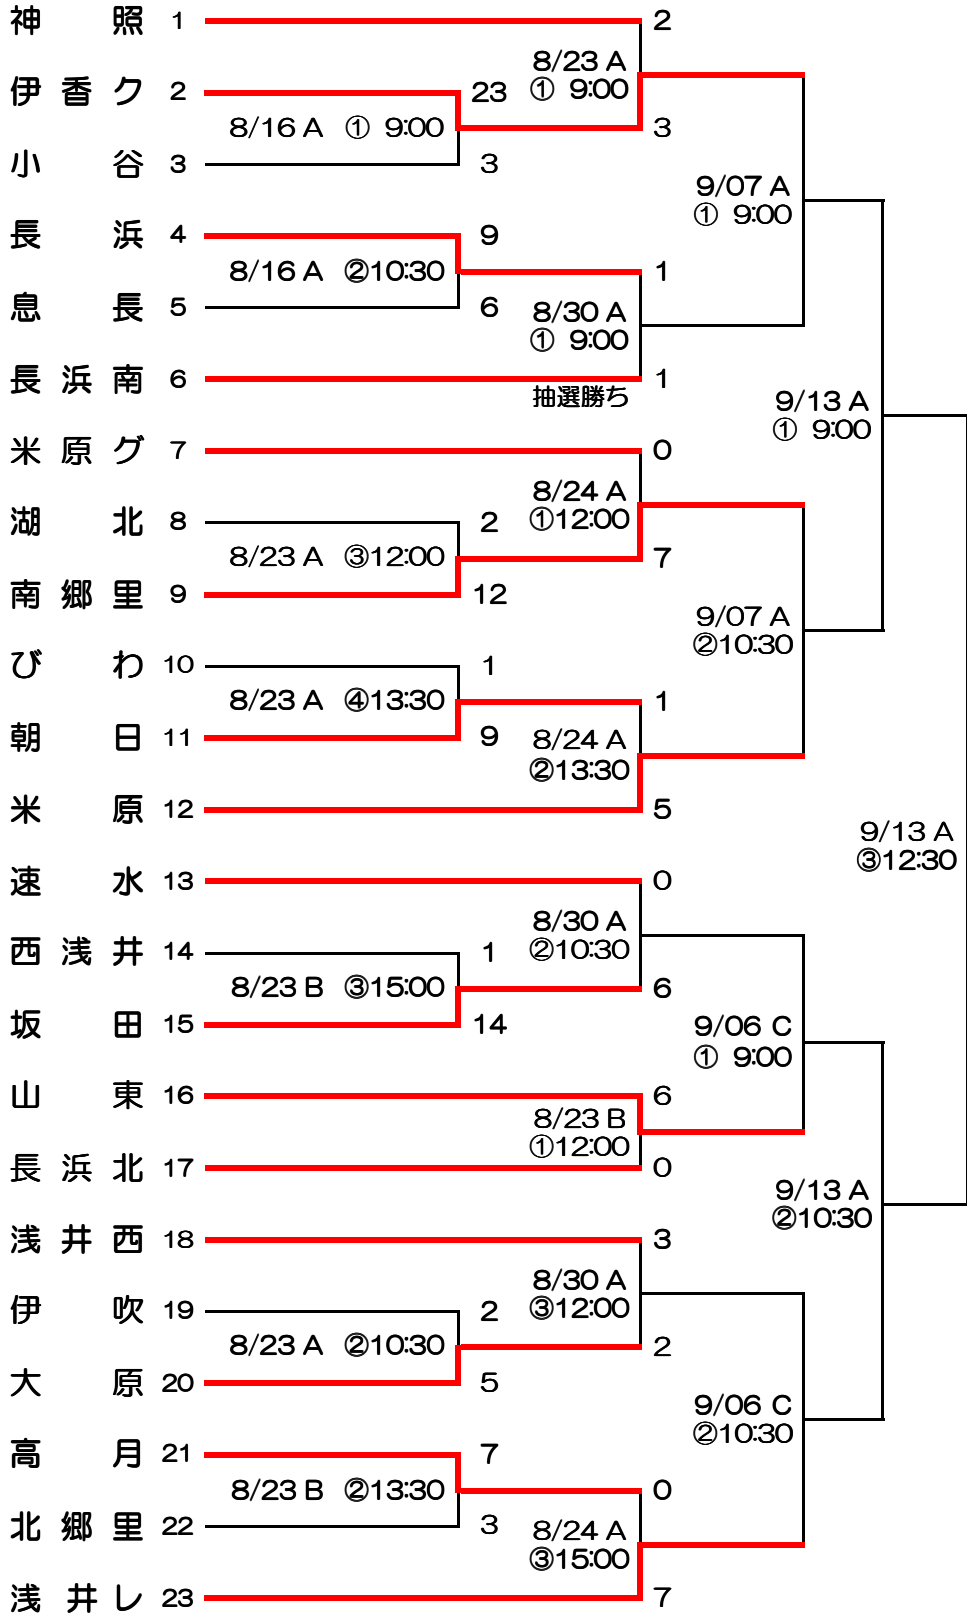 神照 1 2
8/23 A
① 9:00
伊香ク 2 23
8/16 A ① 9:00
3
小谷 3 3
9/07 A
① 9:00
長浜 4 9
8/16 A ②10:30
1
息長 5 6
8/30 A
① 9:00
長浜南 6 1
抽選勝ち
9/13 A
① 9:00
米原グ 7 0
8/24 A
①12:00
湖北 8 2
8/23 A ③12:00
7
南郷里 9 12
9/07 A
②10:30
びわ 10 1
8/23 A ④13:30
1
朝日 11 9
8/24 A
②13:30
米原 12 5
9/13 A
③12:30
速水 13 0
8/30 A
②10:30
西浅井 14 1
8/23 B ③15:00
6
坂田 15 14
9/06 C
① 9:00
山東 16 6
8/23 B
①12:00
長浜北 17 0
9/13 A
②10:30
浅井西 18 3
8/30 A
③12:00
伊吹 19 2
8/23 A ②10:30
2
大原 20 5
9/06 C
②10:30
高月 21 7
8/23 B ②13:30
0
北郷里 22 3
8/24 A
③15:00
浅井レ 23 7